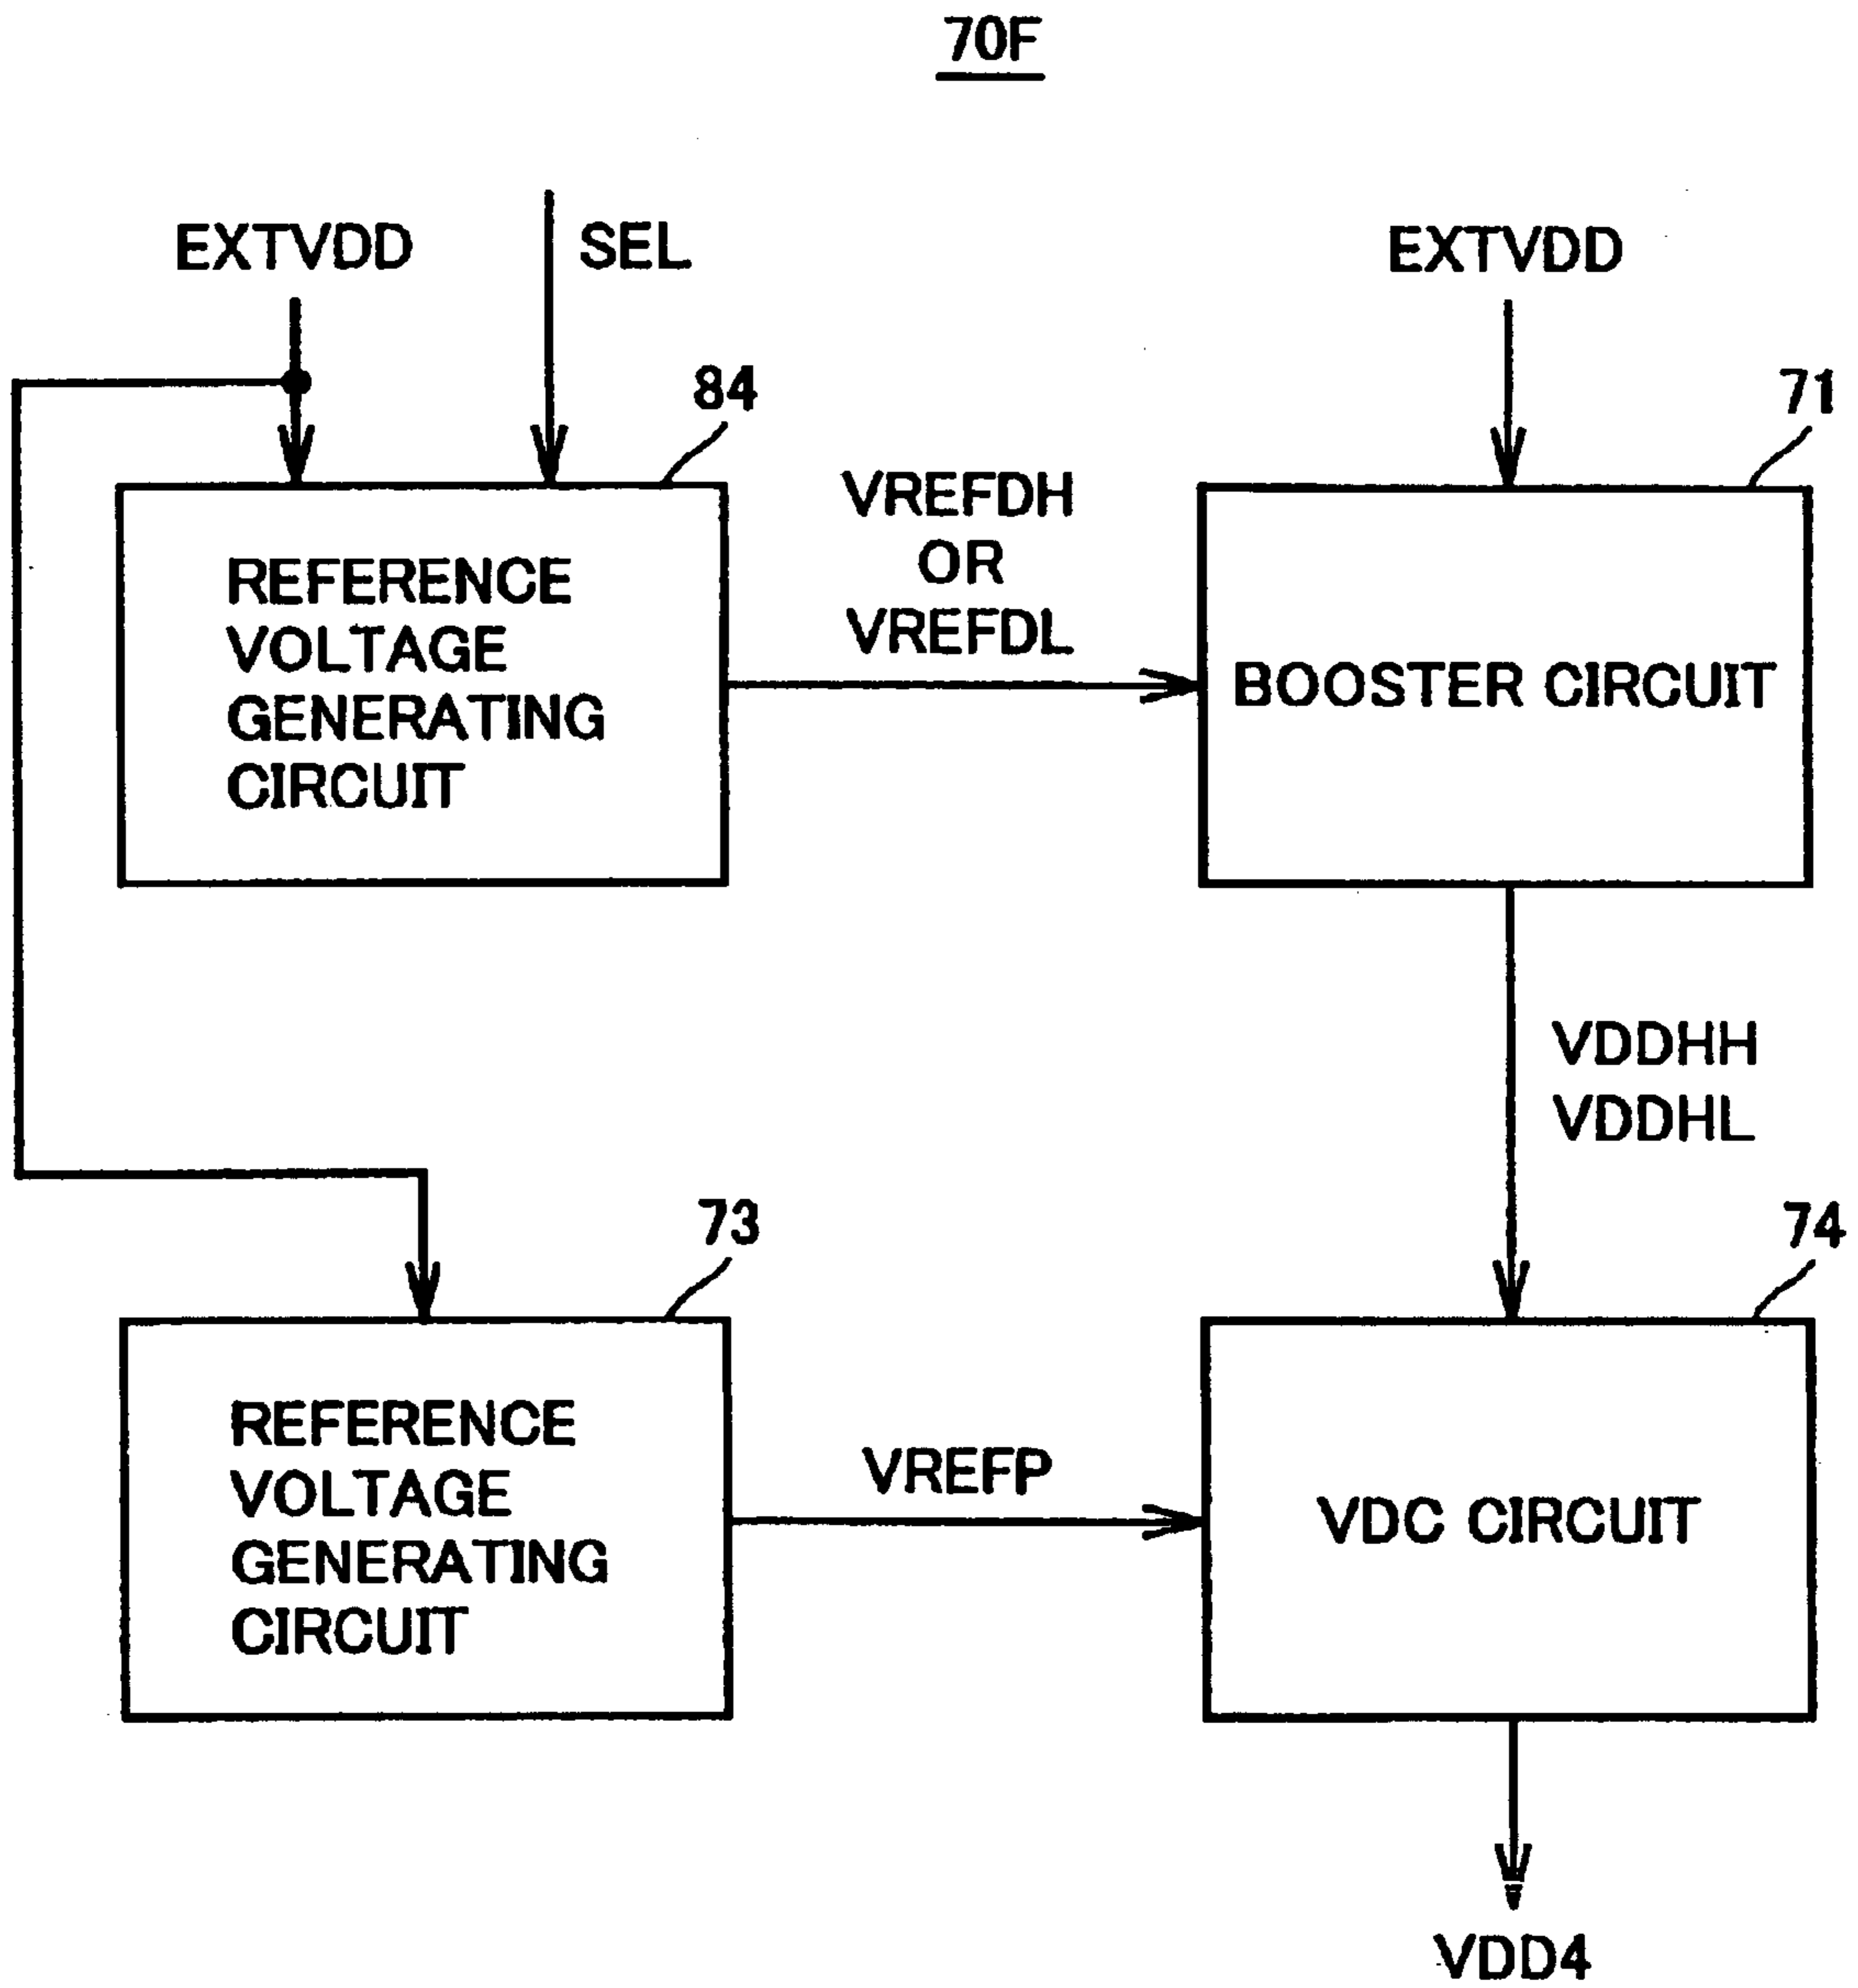 70F
EXTVDD
SEL
EXTVDD
84
71
REFERENCE
VOLTAGE
GENERATING
CIRCUIT
VREFDH
OR
VREFDL
BOOSTER CIRCUIT
VDDHH
VDDHL
73
74
REFERENCE
VOLTAGE
GENERATING
CIRCUIT
VREFP
VDC CIRCUIT
VDD4